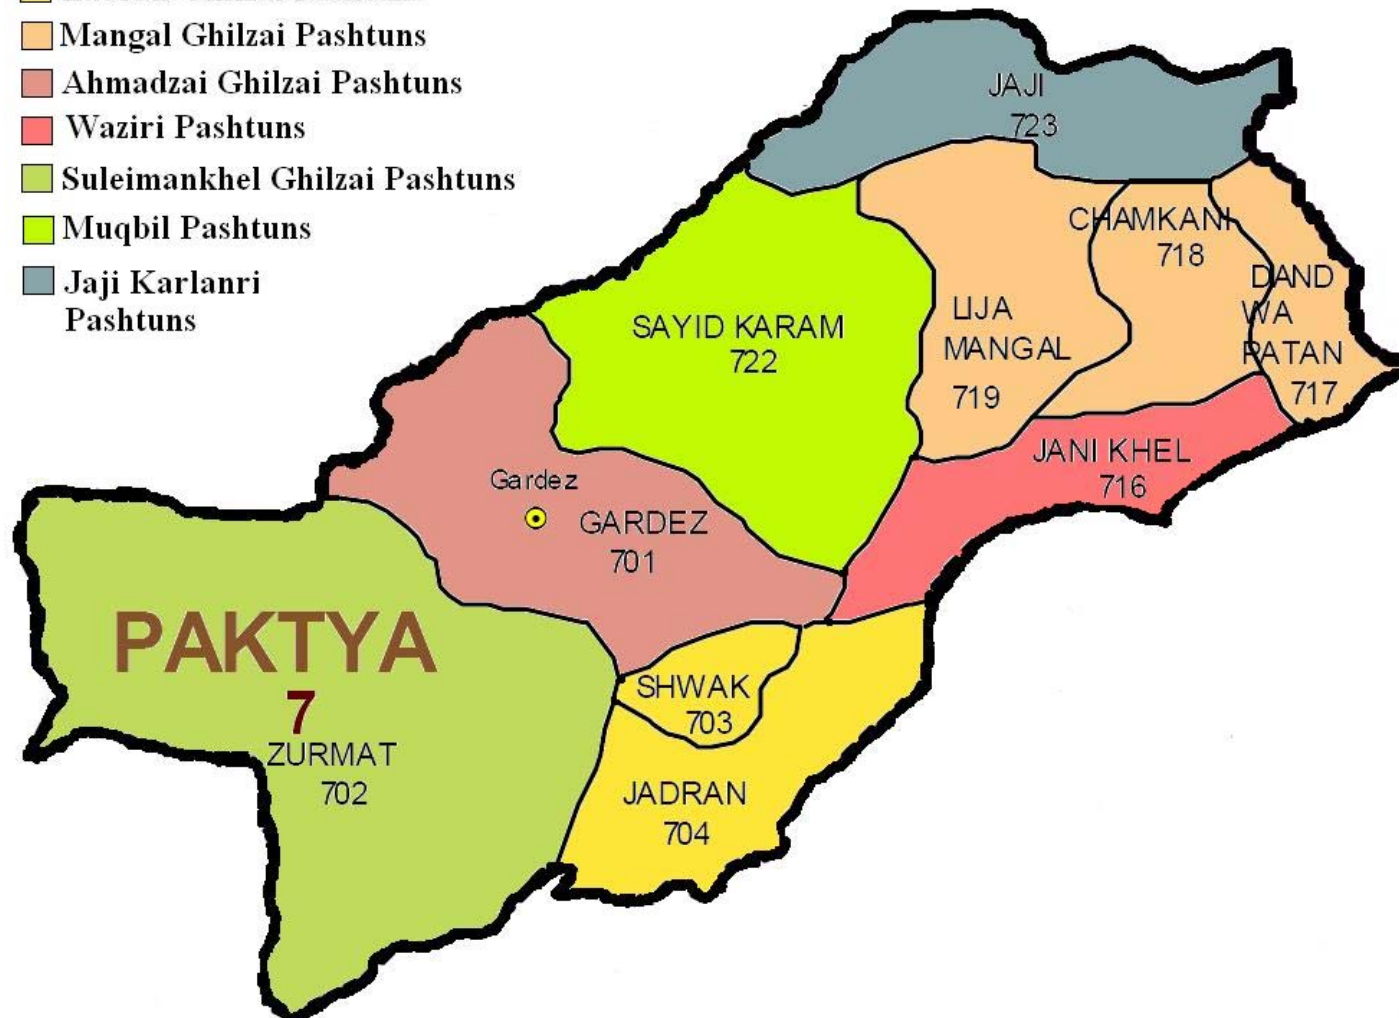 Mangal Ghilzai Pashtuns
Ahmadzai Ghilzai Pashtuns
Waziri Pashtuns
Suleimankhel Ghilzai Pashtuns
Muqbil Pashtuns
Jaji Karlanri
Pashtuns
JAJI
723
CHAMKANI
718
DAND
WA
PATAN
717
LIJA
MANGAL
719
SAYID KARAM
722
JANI KHEL
716
Gardez
GARDEZ
701
PAKTYA
7
ZURMAT
702
SHWAK
703
JADRAN
704